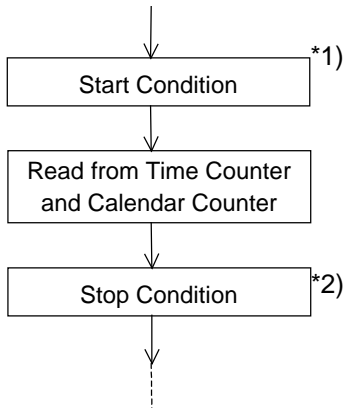 *1)
Start Condition
Read from Time Counter
and Calendar Counter
Stop Condition
*2)